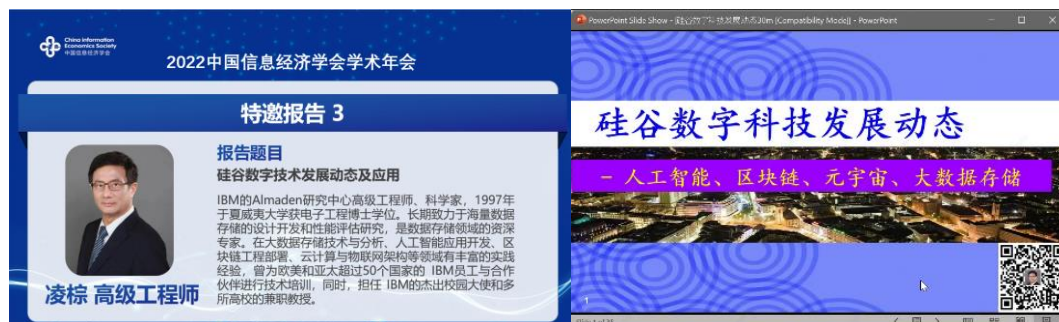 China Information
Economics Society
中国信息经济学会
2022中国信息经济学会学术年会
特邀报告 3
报告题目
硅谷数字技术发展动态及应用
IBM的Almaden研究中心高级工程师、科学家，1997年
于夏威夷大学获电子工程博士学位。长期致力于海量数据
存储的设计开发和性能评估研究，是数据存储领域的资深
专家。在大数据存储技术与分析、人工智能应用开发、区
块链工程部署、云计算与物联网架构等领域有丰富的实践
经验，曾为欧美和亚太超过50个国家的 IBM员工与合作
伙伴进行技术培训，同时，担任 IBM的杰出校园大使和多
所高校的兼职教授。
凌棕 高级工程师
PowerPoint Slide Show - 硅谷数字科技发展动态30m [Compatibility Mode] - PowerPoint
硅谷数字科技发展动态
- 人工智能、区块链、元宇宙、大数据存储
1